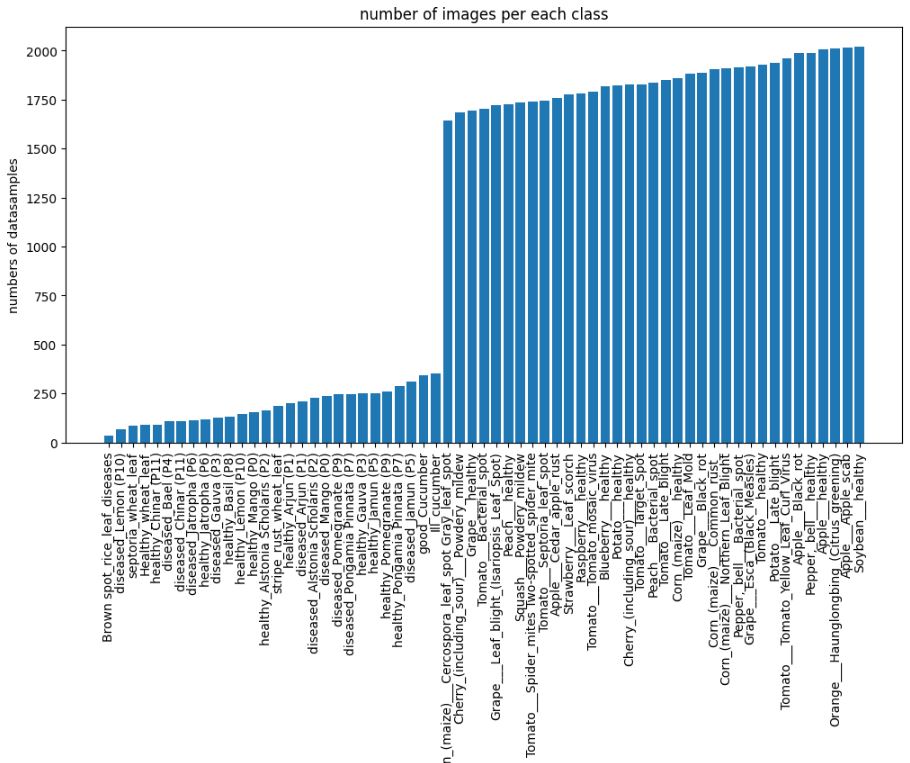 number of images per each class
numbers of datasamples
2000
1750
1500
1250
1000
750
500
250
0
Brown spot_rice_leaf_diseases
diseased_Lemon (P10)
septoria_wheat_leaf
Healthy_wheat_leaf
healthy_Chinar (P11)
diseased_Bael (P4)
diseased_Chinar (P11)
diseased_Jatropha (P6)
healthy_Jatropha (P6)
diseased_Gauva (P3)
healthy_Basil (P8)
healthy_Lemon (P10)
healthy_Mango (P0)
healthy_Alstonia Scholaris (P2)
stripe_rust_wheat_leaf
healthy_Arjun (P1)
diseased_Arjun (P1)
diseased_Alstonia Scholaris (P2)
diseased_Mango (P0)
diseased_Pomegranate (P9)
diseased_Pongamia Pinnata (P7)
healthy_Gauva (P3)
healthy_Jamun (P5)
healthy_Pomegranate (P9)
healthy_Pongamia Pinnata (P7)
diseased_Jamun (P5)
good_Cucumber
Ill_cucumber
n_(maize)___Cercospora_leaf_spot Gray_leaf_spot
Cherry_(including_sour)___Powdery_mildew
Grape___healthy
Tomato___Bacterial_spot
Grape___Leaf_blight_(Isariopsis_Leaf_Spot)
Peach___healthy
Squash___Powdery_mildew
Tomato___Spider_mites Two-spotted_spider_mite
Tomato___Septoria_leaf_spot
Apple___Cedar_apple_rust
Strawberry___Leaf_scorch
Raspberry___healthy
Tomato___Tomato_mosaic_virus
Blueberry___healthy
Potato___healthy
Cherry_(including_sour)___healthy
Tomato___Target_Spot
Peach___Bacterial_spot
Tomato___Late_blight
Tomato___Leaf_Mold
Corn_(maize)___healthy
Grape___Black_rot
Corn_(maize)___Common_rust_
Corn_(maize)___Northern_Leaf_Blight
Pepper,_bell___Bacterial_spot
Grape___Esca_(Black_Measles)
Tomato___healthy
Potato___Late_blight
Tomato___Tomato_Yellow_Leaf_Curl_Virus
Apple___Black_rot
Pepper,_bell___healthy
Apple___healthy
Orange___Haunglongbing_(Citrus_greening)
Apple___Apple_scab
Soybean___healthy